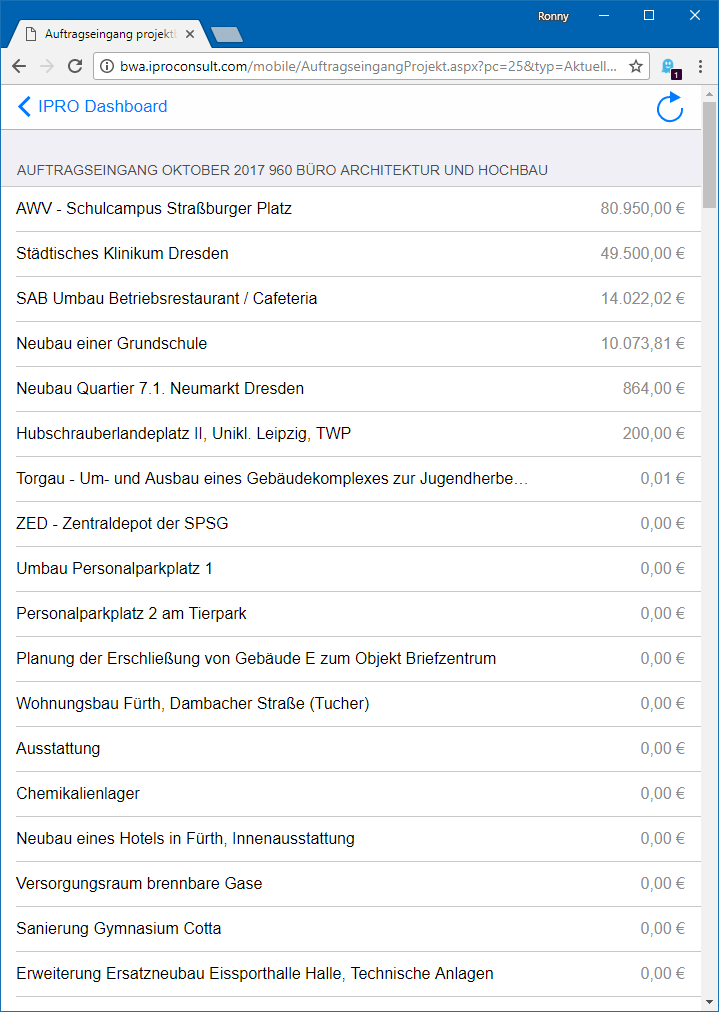 Ronny
Auftragseingang projekt
bwa.iproconsult.com/mobile/AuftragseingangProjekt.aspx?pc=25&typ=Aktuell...
1
IPRO Dashboard
AUFTRAGSEINGANG OKTOBER 2017 960 BÜRO ARCHITEKTUR UND HOCHBAU
AWV - Schulcampus Straßburger Platz 80.950,00 €
Städtisches Klinikum Dresden 49.500,00 €
SAB Umbau Betriebsrestaurant / Cafeteria 14.022,02 €
Neubau einer Grundschule 10.073,81 €
Neubau Quartier 7.1. Neumarkt Dresden 864,00 €
Hubschrauberlandeplatz II, Unikl. Leipzig, TWP 200,00 €
Torgau - Um- und Ausbau eines Gebäudekomplexes zur Jugendherbe… 0,01 €
ZED - Zentraldepot der SPSG 0,00 €
Umbau Personalparkplatz 1 0,00 €
Personalparkplatz 2 am Tierpark 0,00 €
Planung der Erschließung von Gebäude E zum Objekt Briefzentrum 0,00 €
Wohnungsbau Fürth, Dambacher Straße (Tucher) 0,00 €
Ausstattung 0,00 €
Chemikalienlager 0,00 €
Neubau eines Hotels in Fürth, Innenausstattung 0,00 €
Versorgungsraum brennbare Gase 0,00 €
Sanierung Gymnasium Cotta 0,00 €
Erweiterung Ersatzneubau Eissporthalle Halle, Technische Anlagen 0,00 €